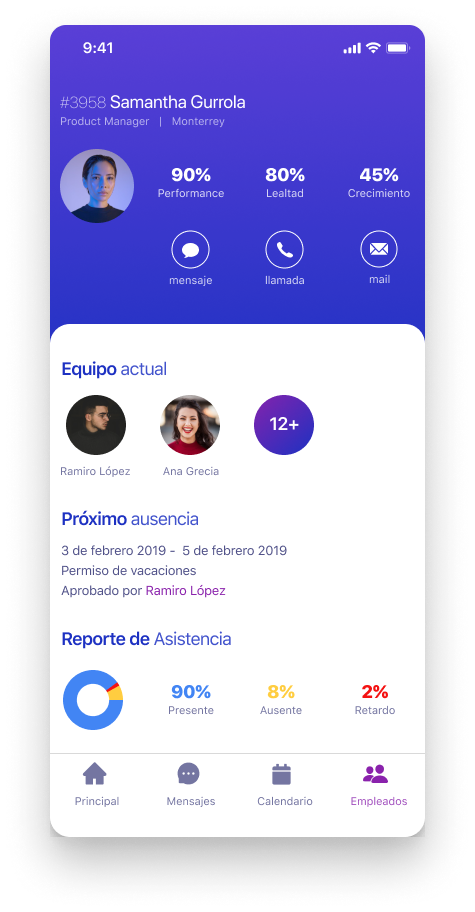 9:41
#3958 Samantha Gurrola
Product Manager | Monterrey
90% 80% 45%
Performance Lealtad Crecimiento
mensaje llamada mail
Equipo actual
12+
Ramiro López Ana Grecia
Próximo ausencia
3 de febrero 2019 - 5 de febrero 2019
Permiso de vacaciones
Aprobado por Ramiro López
Reporte de Asistencia
90% 8% 2%
Presente Ausente Retardo
Principal Mensajes Calendario Empleados